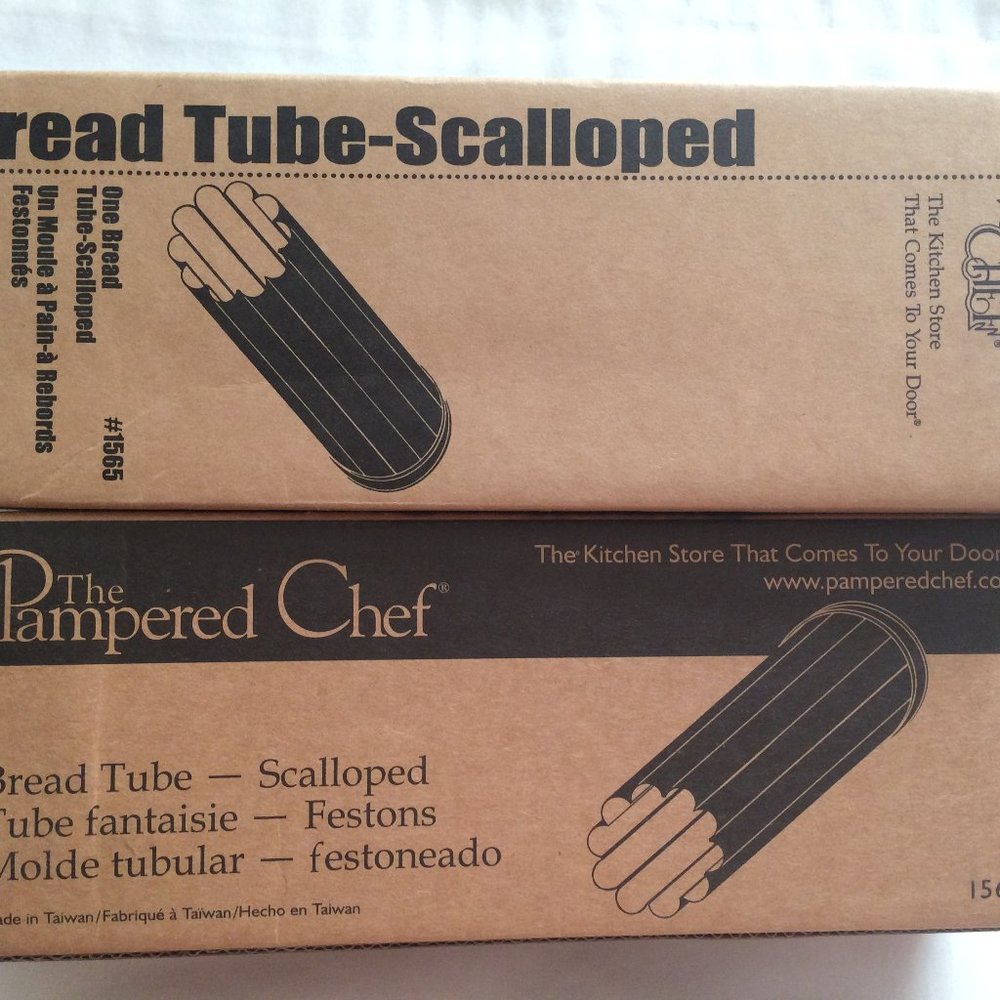 read Tube-Scalloped
One Bread
Tube-Scalloped #1565
Un Moule à Pain-à Rebords
Festonnés
The Kitchen Store
That Comes To Your Door®
CHEF®
The Pampered Chef®
The Kitchen Store That Comes To Your Door
www.pamperedchef.co
Bread Tube — Scalloped
Tube fantaisie — Festons
Molde tubular — festoneado
ade in Taiwan/Fabriqué à Taïwan/Hecho en Taiwan
156